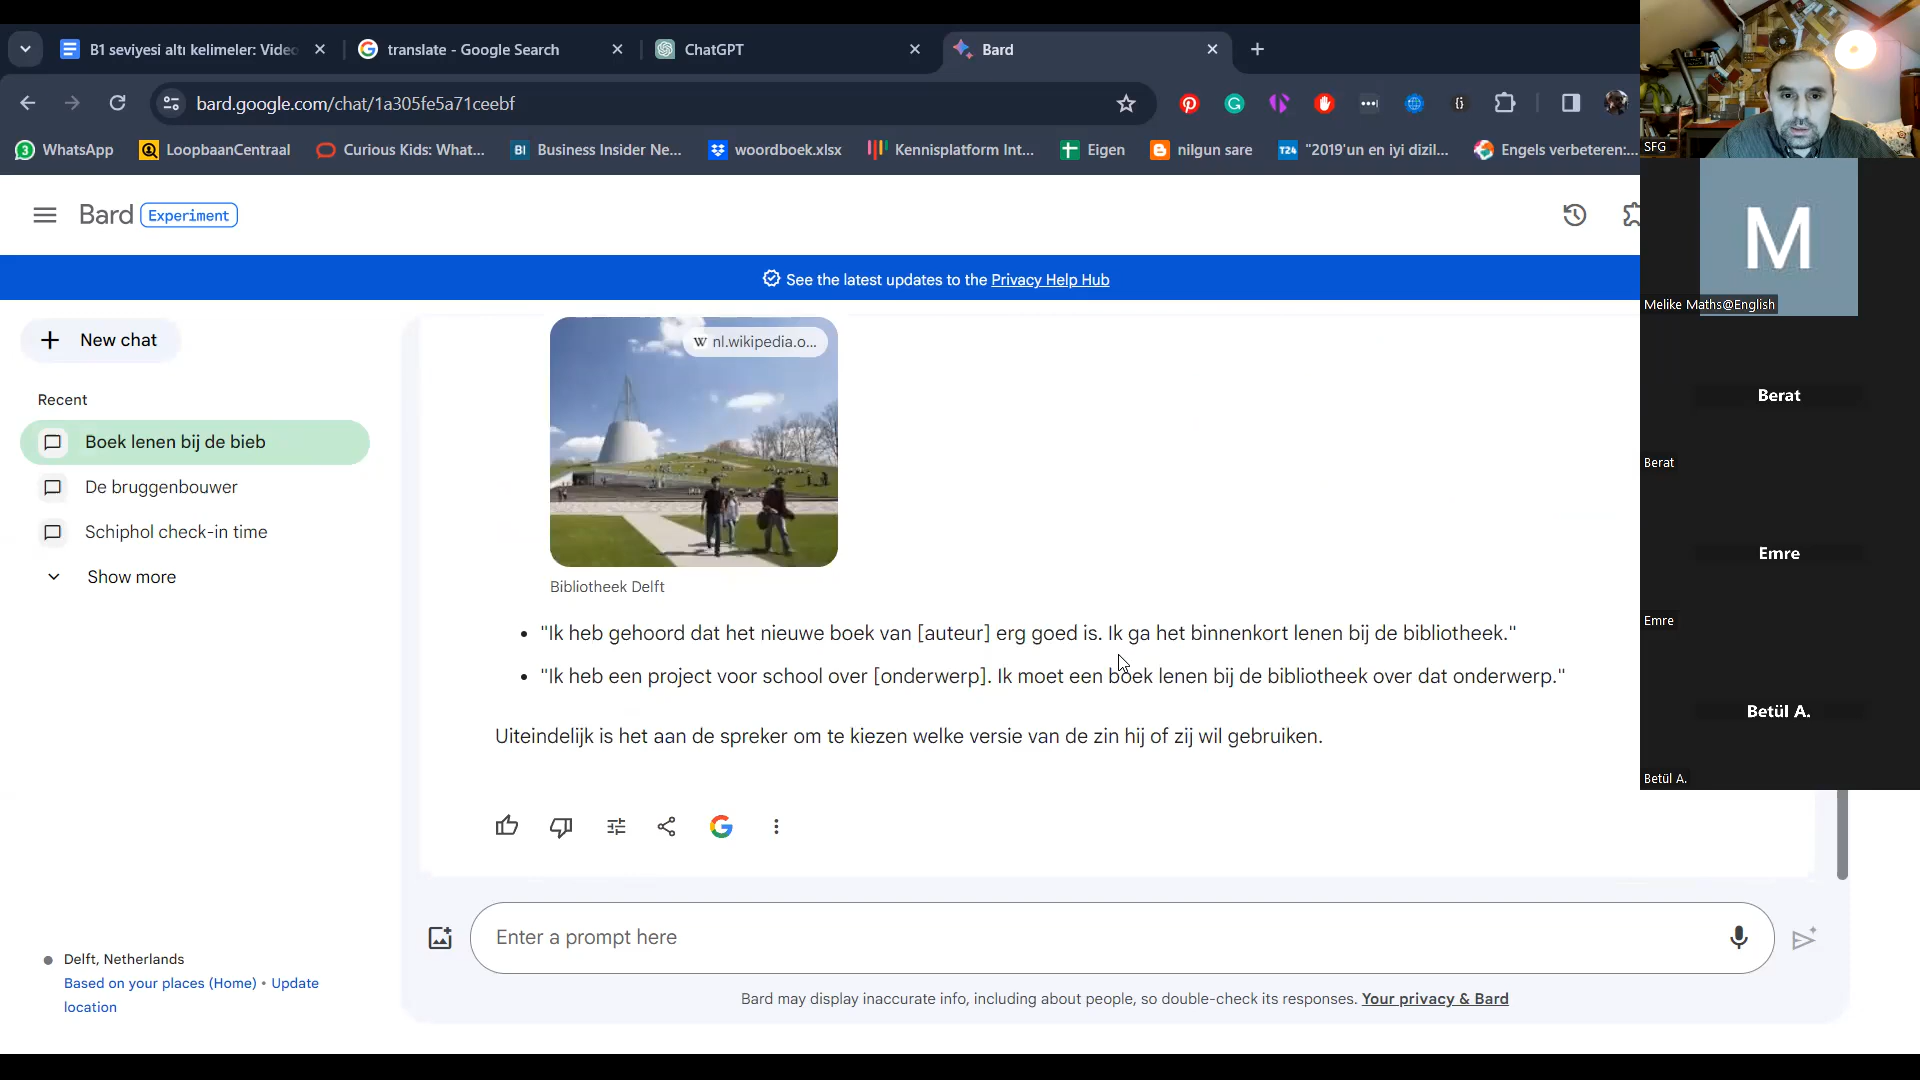 B1 seviyesi altı kelimeler: Video
translate - Google Search
ChatGPT
Bard
bard.google.com/chat/1a305fe5a71ceebf
3 WhatsApp
LoopbaanCentraal
Curious Kids: What...
BI Business Insider Ne...
woordboek.xlsx
Kennisplatform Int...
Eigen
nilgun sare
T24 "2019'un en iyi dizil...
Engels verbeteren:...
Bard Experiment
See the latest updates to the Privacy Help Hub
New chat
Recent
Boek lenen bij de bieb
De bruggenbouwer
Schiphol check-in time
Show more
W nl.wikipedia.o...
Bibliotheek Delft
• "Ik heb gehoord dat het nieuwe boek van [auteur] erg goed is. Ik ga het binnenkort lenen bij de bibliotheek."
• "Ik heb een project voor school over [onderwerp]. Ik moet een boek lenen bij de bibliotheek over dat onderwerp."
Uiteindelijk is het aan de spreker om te kiezen welke versie van de zin hij of zij wil gebruiken.
Enter a prompt here
Bard may display inaccurate info, including about people, so double-check its responses. Your privacy & Bard
Delft, Netherlands
Based on your places (Home) • Update
location
SFG
M
Melike Maths@English
Berat
Berat
Emre
Emre
Betül A.
Betül A.